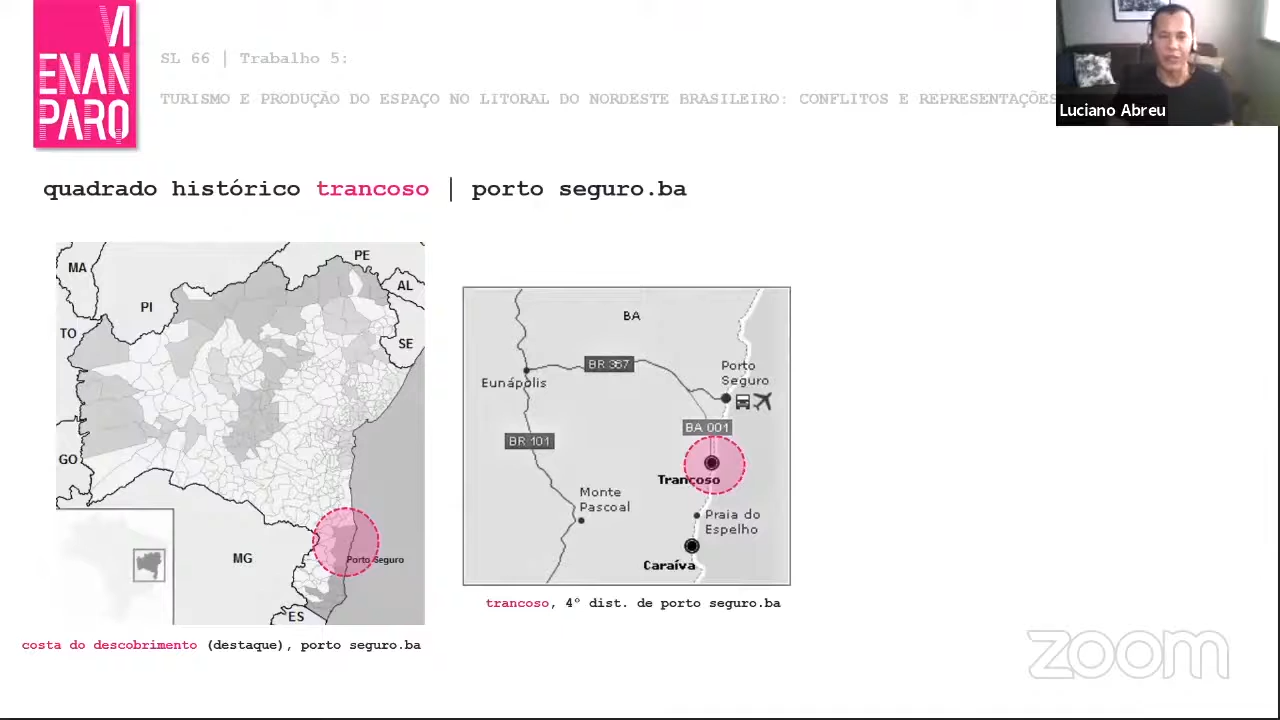 VI
ENAN
PARQ
SL 66 | Trabalho 5:
TURISMO E PRODUÇÃO DO ESPAÇO NO LITORAL DO NORDESTE BRASILEIRO: CONFLITOS E REPRESENTAÇÕES
Luciano Abreu
quadrado histórico trancoso | porto seguro.ba
MA
PI
PE
AL
TO
SE
GO
MG
Porto Seguro
ES
BA
BR 367
Eunápolis
Porto
Seguro
BA 001
BR 101
Trancoso
Monte
Pascoal
Praia do
Espelho
Caraíva
trancoso, 4º dist. de porto seguro.ba
costa do descobrimento (destaque), porto seguro.ba
zoom